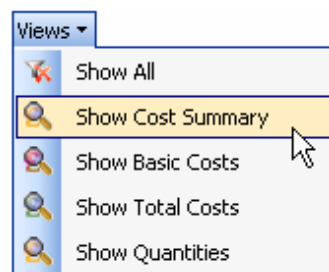 Views
Show All
Show Cost Summary
Show Basic Costs
Show Total Costs
Show Quantities